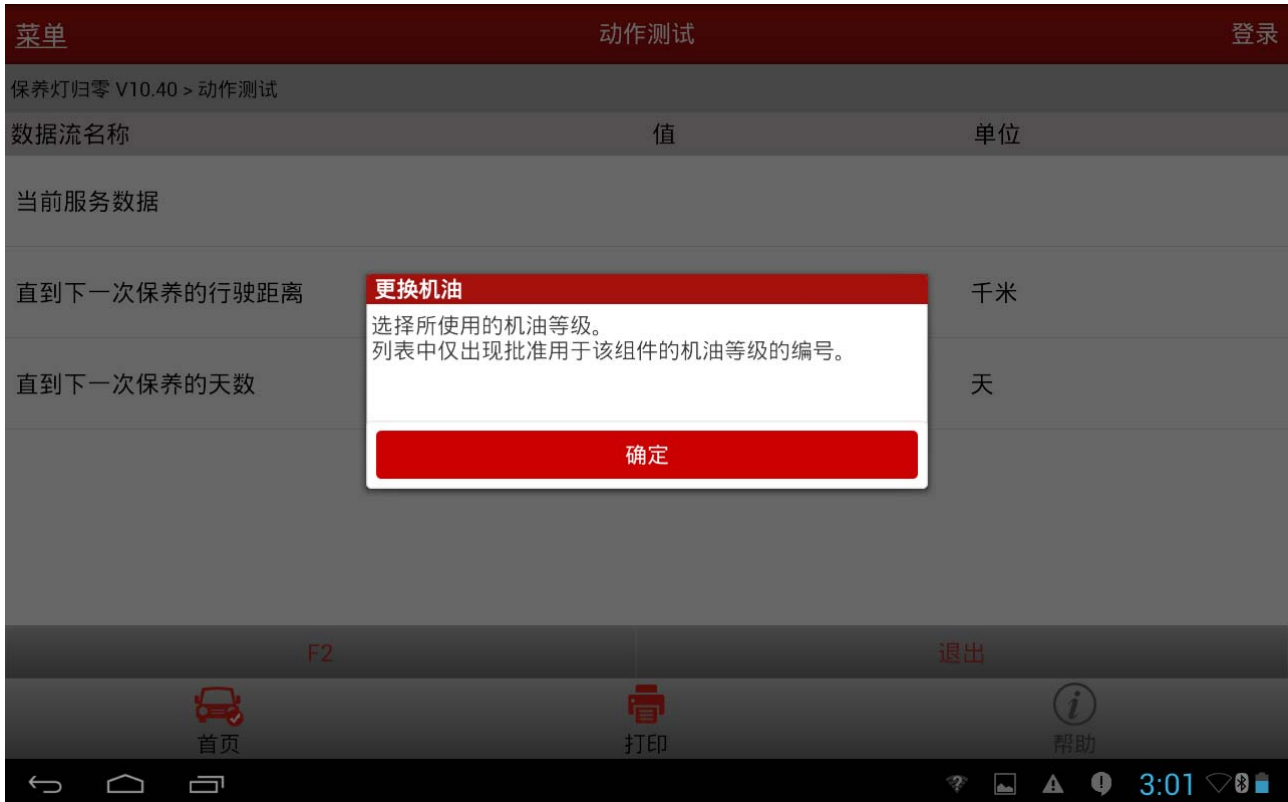 菜单 动作测试 登录
保养灯归零 V10.40 > 动作测试
数据流名称 值 单位
当前服务数据
直到下一次保养的行驶距离 千米
直到下一次保养的天数 天
更换机油
选择所使用的机油等级。
列表中仅出现批准用于该组件的机油等级的编号。
确定
F2 退出
首页 打印 帮助
3:01